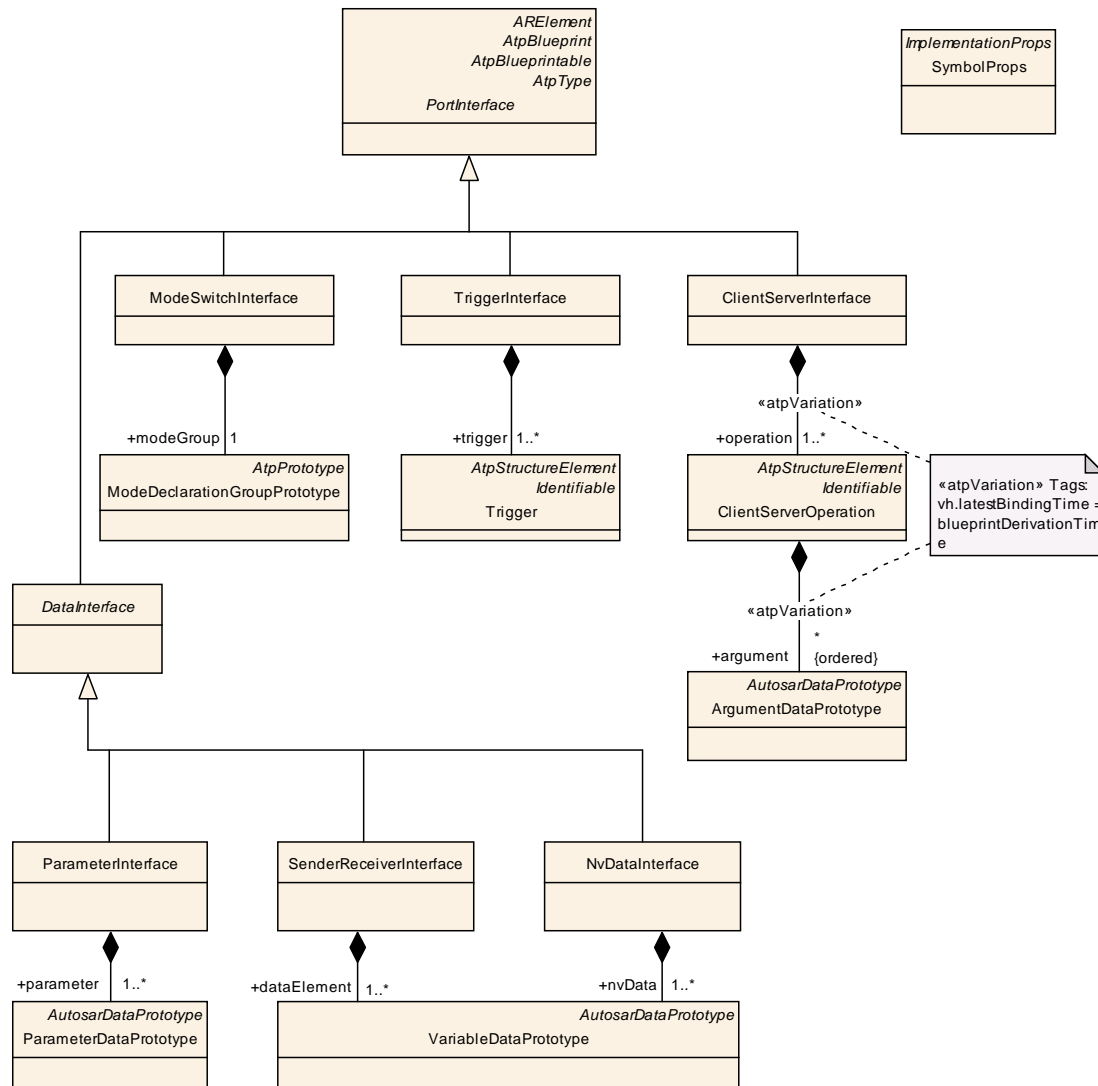 ARElement
AtpBlueprint
AtpBlueprintable
AtpType
PortInterface
ImplementationProps
SymbolProps
ModeSwitchInterface
TriggerInterface
ClientServerInterface
«atpVariation»
+modeGroup 1
+trigger 1..*
+operation 1..*
AtpPrototype
ModeDeclarationGroupPrototype
AtpStructureElement
Identifiable
Trigger
AtpStructureElement
Identifiable
ClientServerOperation
«atpVariation» Tags:
vh.latestBindingTime =
blueprintDerivationTim
e
DataInterface
«atpVariation»
*
+argument {ordered}
AutosarDataPrototype
ArgumentDataPrototype
ParameterInterface
SenderReceiverInterface
NvDataInterface
+parameter 1..*
+dataElement 1..*
+nvData 1..*
AutosarDataPrototype
ParameterDataPrototype
AutosarDataPrototype
VariableDataPrototype